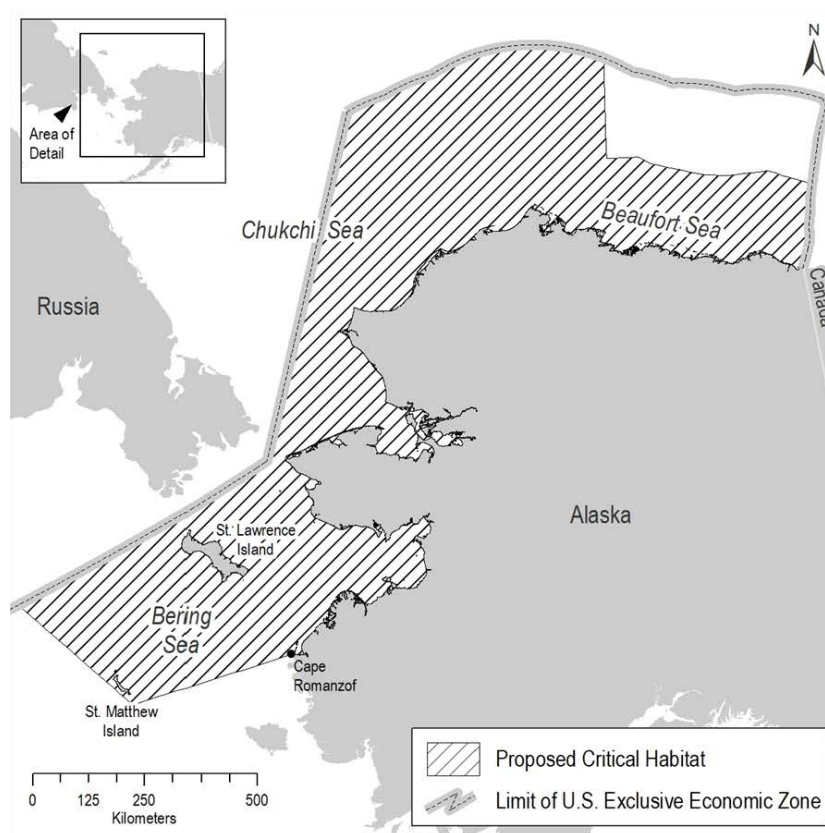 N
Area of
Detail
Chukchi Sea
Beaufort Sea
Canada
Russia
Alaska
St. Lawrence
Island
Bering
Sea
Cape
Romanzof
St. Matthew
Island
0 125 250 500
Kilometers
Proposed Critical Habitat
Limit of U.S. Exclusive Economic Zone